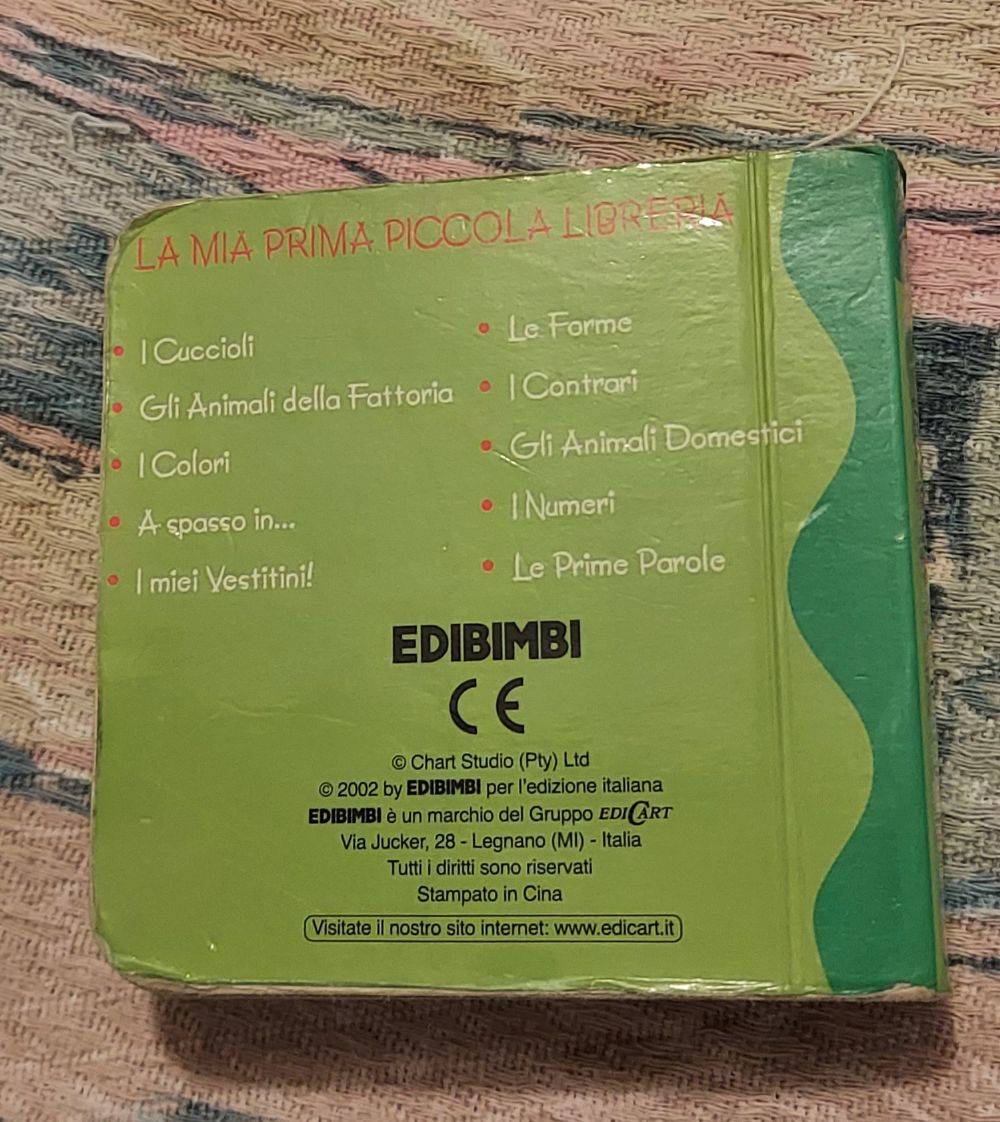 LA MIA PRIMA PICCOLA LIBRERIA
• I Cuccioli
• Gli Animali della Fattoria
• I Colori
• A spasso in...
• I miei Vestitini!
• Le Forme
• I Contrari
• Gli Animali Domestici
• I Numeri
• Le Prime Parole
EDIBIMBI
CE
© Chart Studio (Pty) Ltd
© 2002 by EDIBIMBI per l'edizione italiana
EDIBIMBI è un marchio del Gruppo EDICART
Via Jucker, 28 - Legnano (MI) - Italia
Tutti i diritti sono riservati
Stampato in Cina
Visitate il nostro sito internet: www.edicart.it